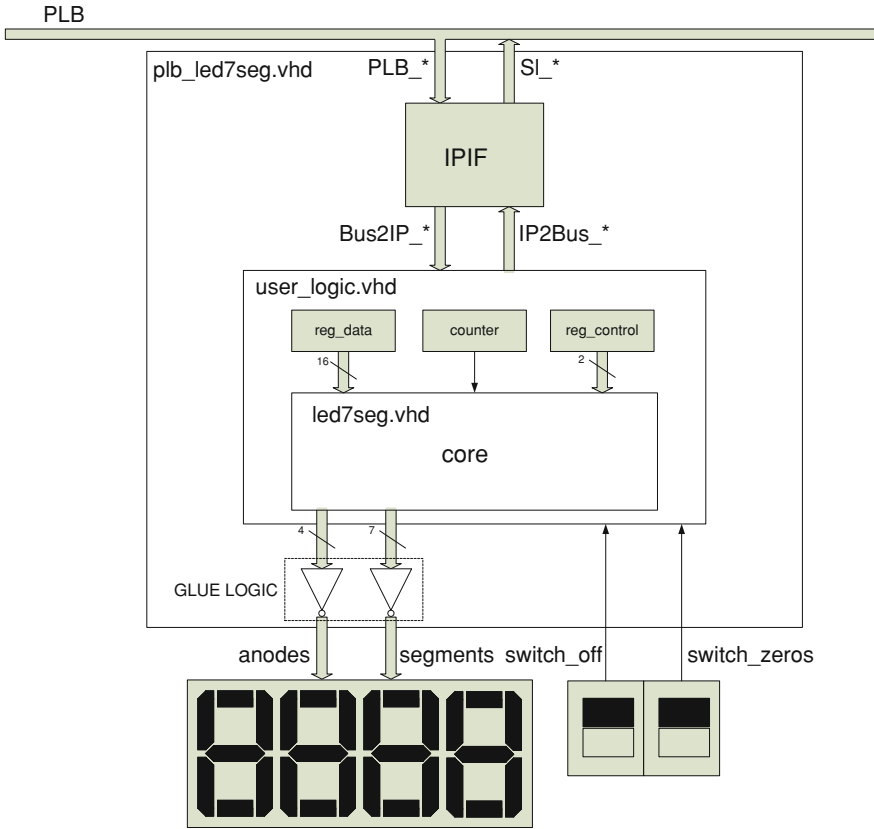 PLB
plb_led7seg.vhd
PLB_*
Sl_*
IPIF
Bus2IP_*
IP2Bus_*
user_logic.vhd
reg_data
counter
reg_control
16
2
led7seg.vhd
core
4
7
GLUE LOGIC
anodes
segments
switch_off
switch_zeros